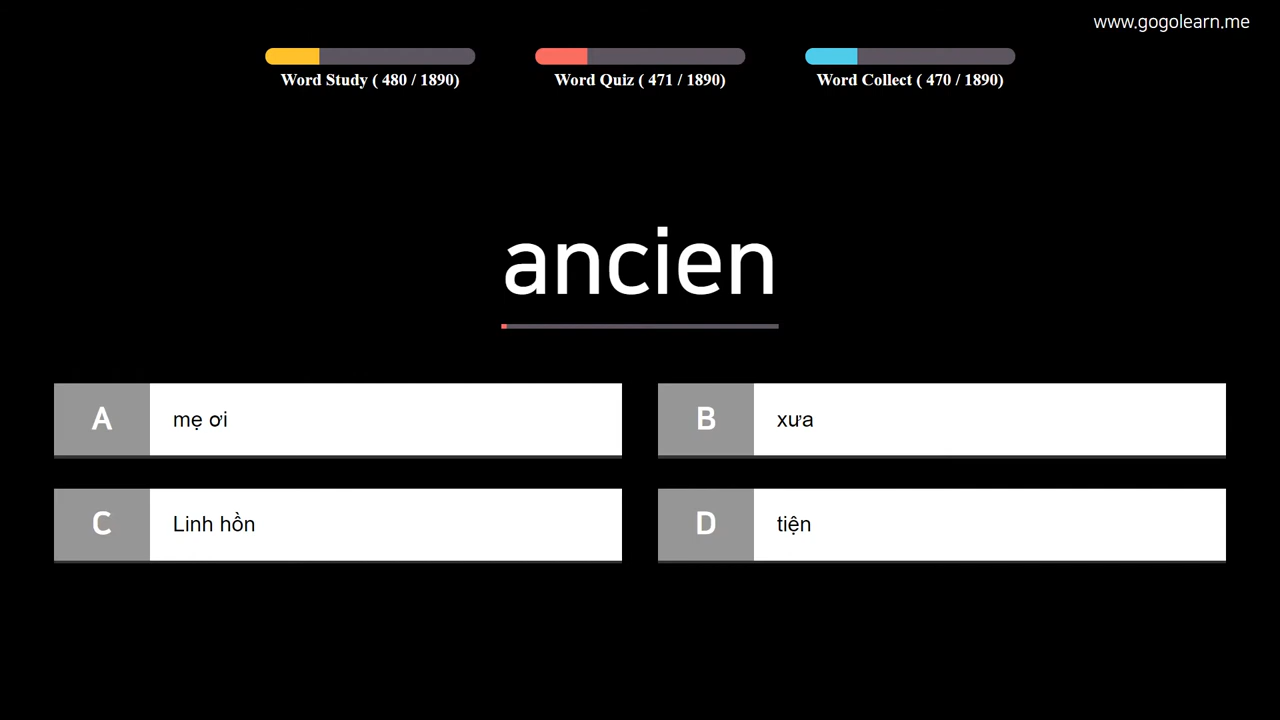 www.gogolearn.me
Word Study ( 480 / 1890)
Word Quiz ( 471 / 1890)
Word Collect ( 470 / 1890)
ancien
A mẹ ơi
B xưa
C Linh hồn
D tiện